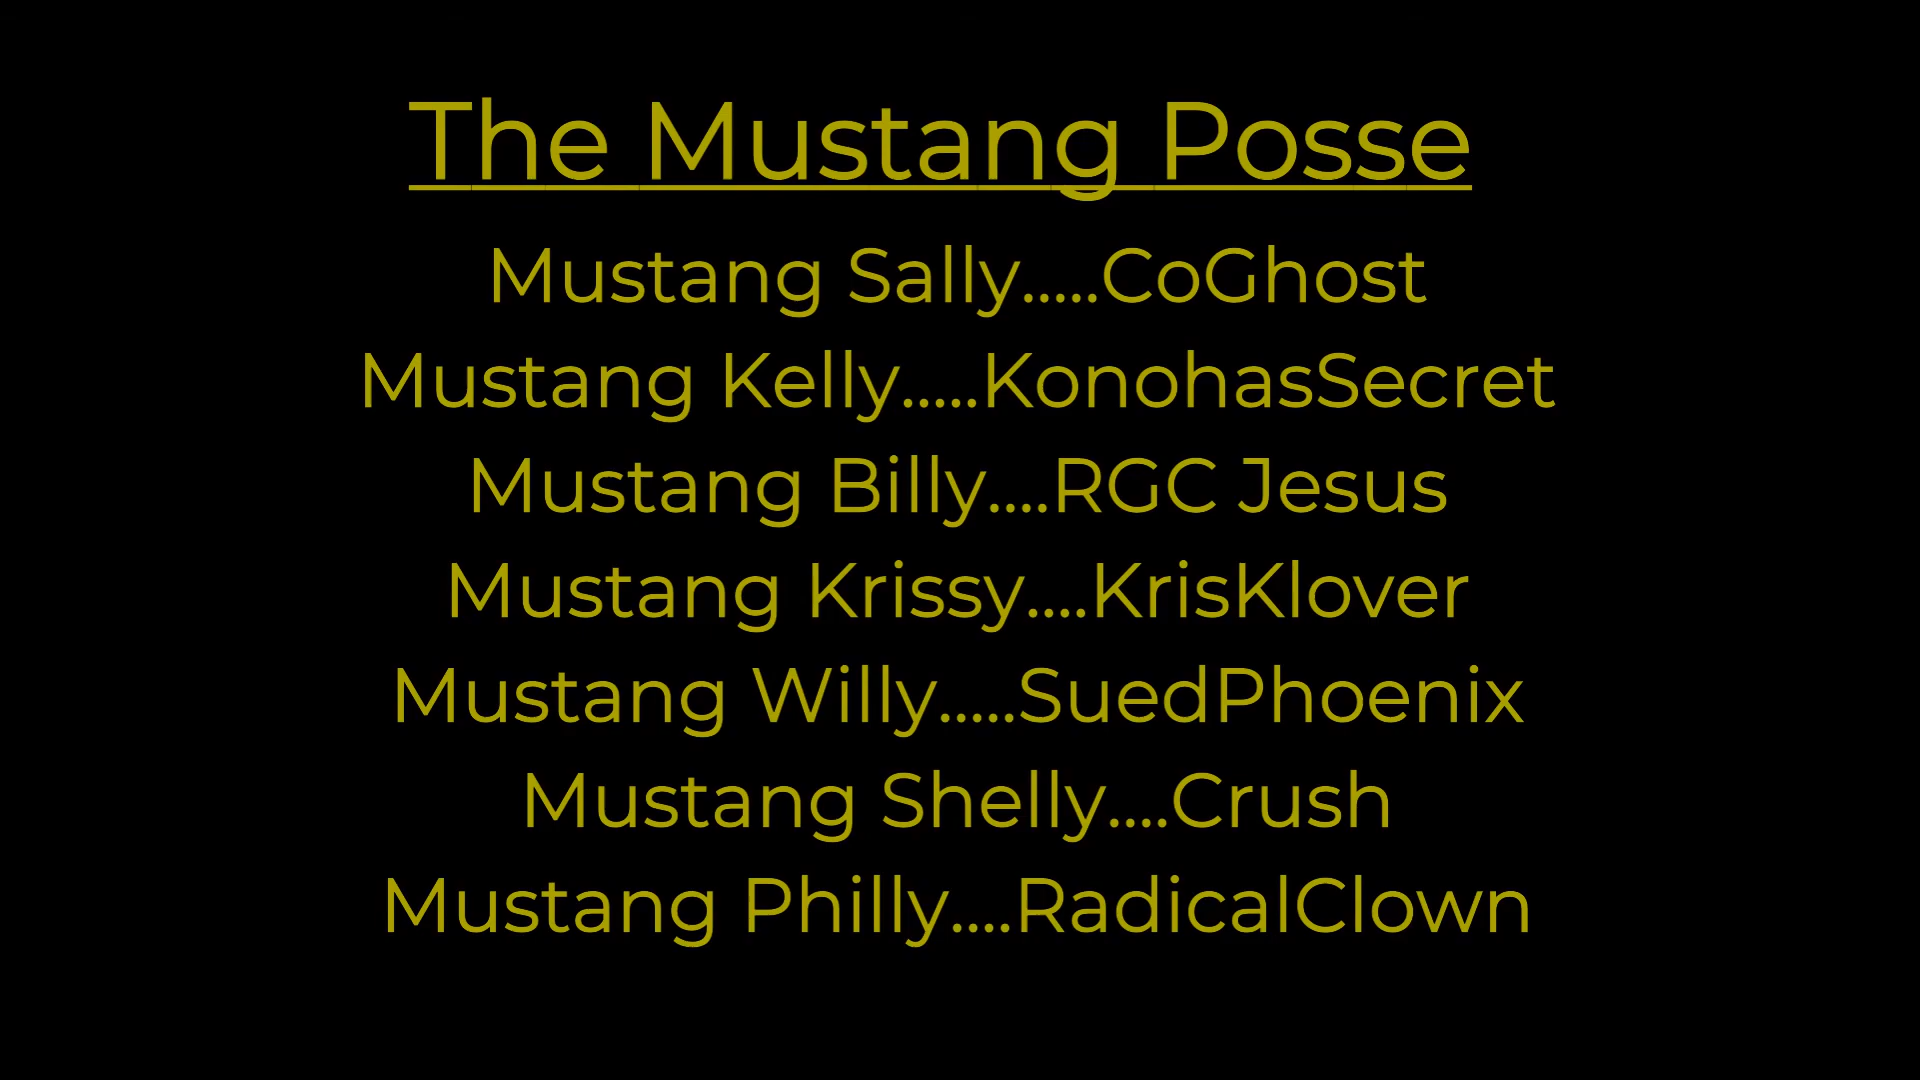 The Mustang Posse
Mustang Sally.....CoGhost
Mustang Kelly.....KonohasSecret
Mustang Billy....RGC Jesus
Mustang Krissy....KrisKlover
Mustang Willy.....SuedPhoenix
Mustang Shelly....Crush
Mustang Philly....RadicalClown